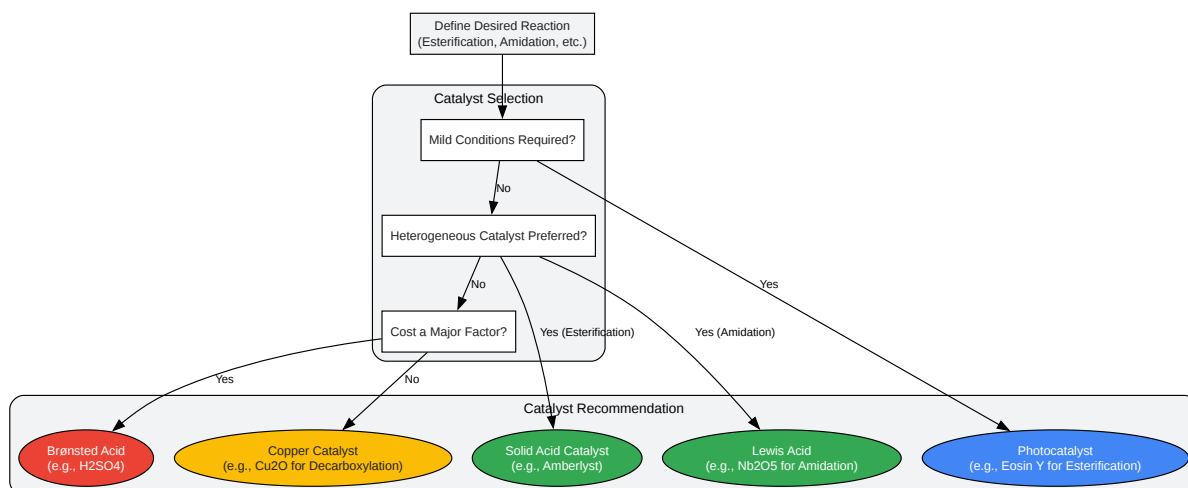 Define Desired Reaction
(Esterification, Amidation, etc.)
Catalyst Selection
Mild Conditions Required?
No
Heterogeneous Catalyst Preferred?
No
Yes
Cost a Major Factor?
Yes (Esterification)
Yes (Amidation)
Yes
No
Catalyst Recommendation
Brønsted Acid
(e.g., H2SO4)
Copper Catalyst
(e.g., Cu2O for Decarboxylation)
Solid Acid Catalyst
(e.g., Amberlyst)
Lewis Acid
(e.g., Nb2O5 for Amidation)
Photocatalyst
(e.g., Eosin Y for Esterification)